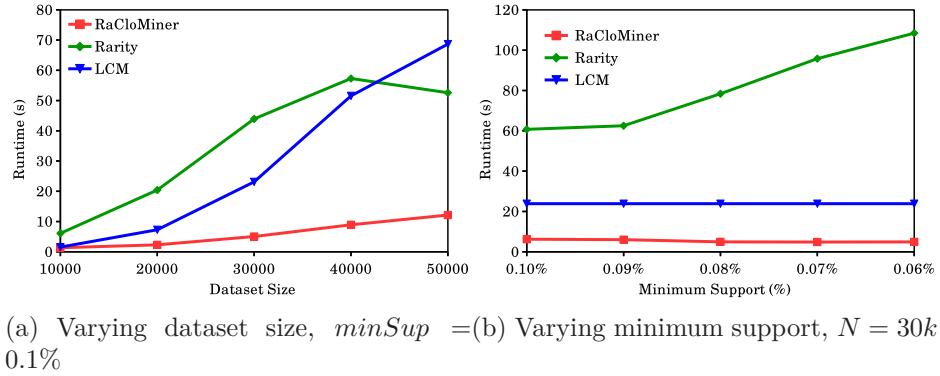 80
70
60
50
40
30
20
10
0
Runtime (s)
RaCloMiner
Rarity
LCM
10000 20000 30000 40000 50000
Dataset Size
120
100
80
60
40
20
0
Runtime (s)
RaCloMiner
Rarity
LCM
0.10% 0.09% 0.08% 0.07% 0.06%
Minimum Support (%)
(a) Varying dataset size, minSup =
0.1%
(b) Varying minimum support, N = 30k